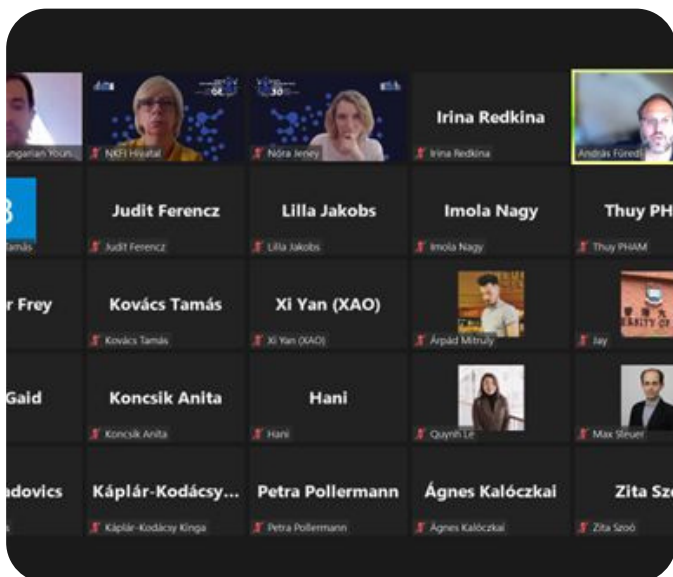 ungarian Youn...
NKFI Hivatal
Nóra Jeney
Irina Redkina
Irina Redkina
András Füredi
Tamás
Judit Ferencz
Judit Ferencz
Lilla Jakobs
Lilla Jakobs
Imola Nagy
Imola Nagy
Thuy PH
Thuy PHAM
r Frey
Kovács Tamás
Kovács Tamás
Xi Yan (XAO)
Xi Yan (XAO)
Árpád Mitruly
Jay
Gaid
Koncsik Anita
Koncsik Anita
Hani
Hani
Quynh Le
Max Steuer
adovics
Káplár-Kodácsy...
Káplár-Kodácsy Kinga
Petra Pollermann
Petra Pollermann
Ágnes Kalóczkai
Ágnes Kalóczkai
Zita Sz
Zita Szoó